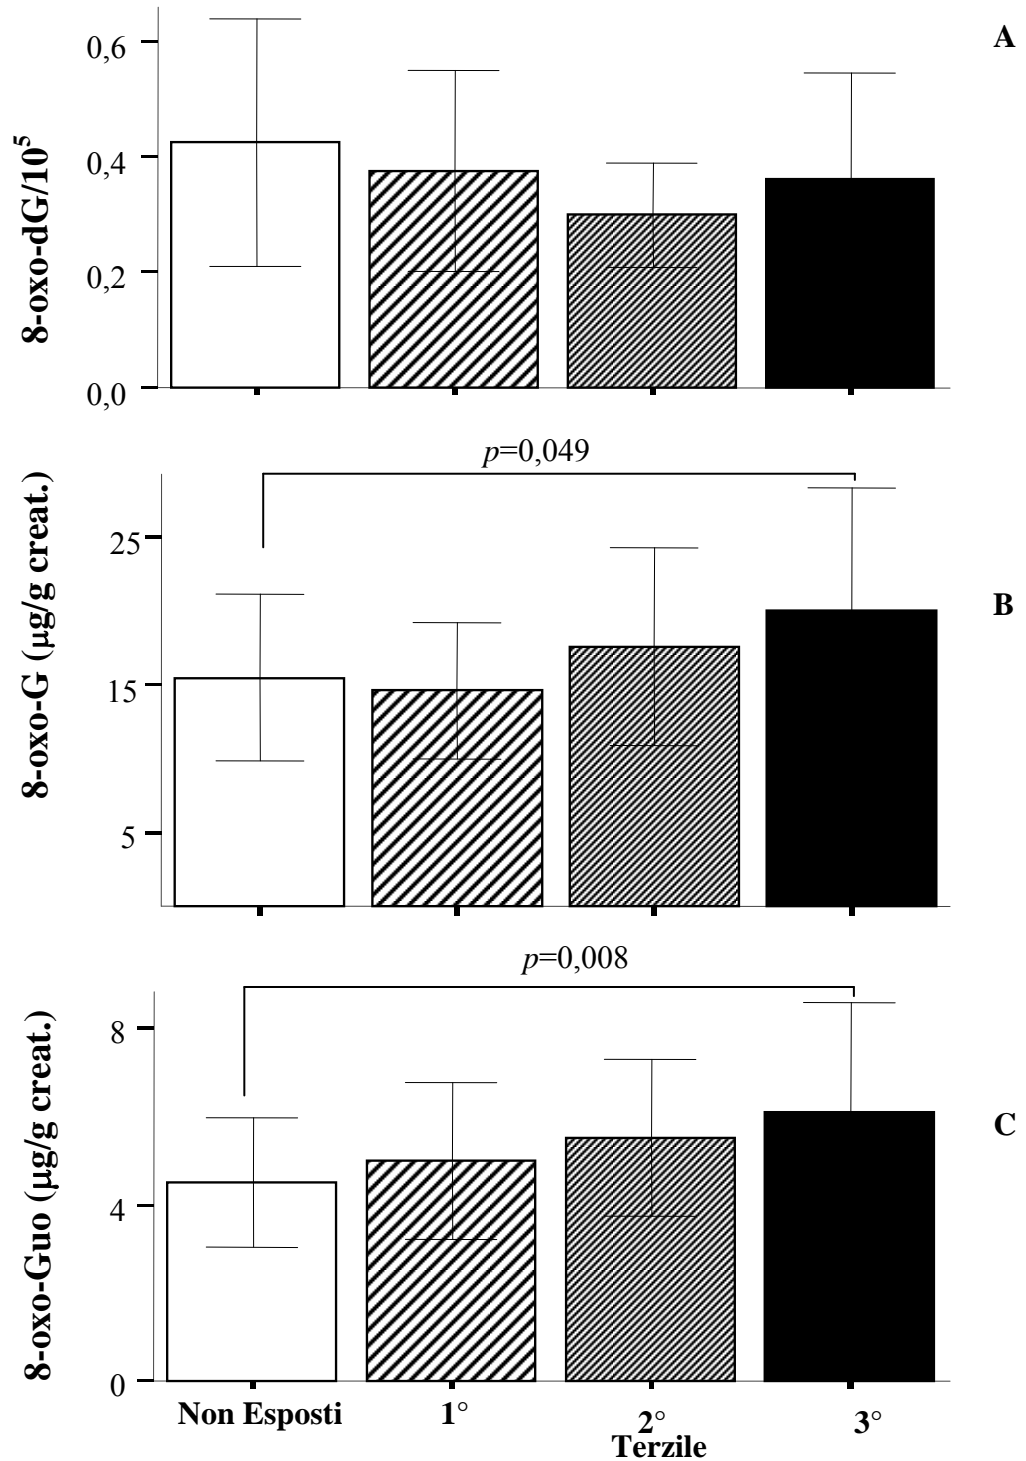 A
8-oxo-dG/10⁵
0,6
0,4
0,2
0,0
p=0,049
B
8-oxo-G (µg/g creat.)
25
15
5
p=0,008
C
8-oxo-Guo (µg/g creat.)
8
4
0
Non Esposti 1° 2° 3°
Terzile